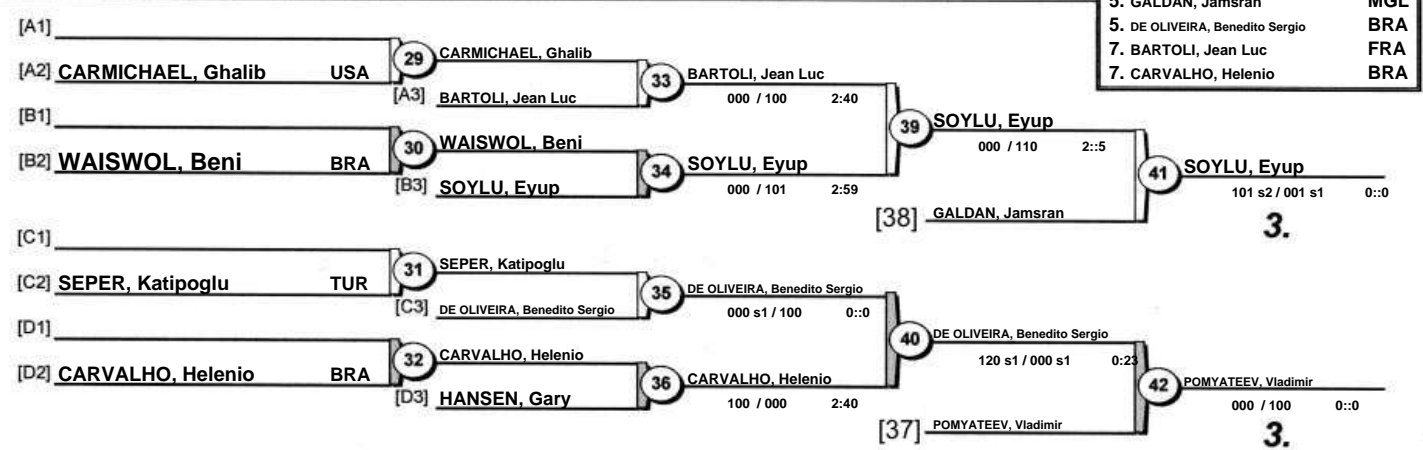 5. GALDAN, Jamsran MGL
5. DE OLIVEIRA, Benedito Sergio BRA
7. BARTOLI, Jean Luc FRA
7. CARVALHO, Helenio BRA
[A1]
[A2] CARMICHAEL, Ghalib USA
29
CARMICHAEL, Ghalib
[A3] BARTOLI, Jean Luc
33
BARTOLI, Jean Luc
000 / 100 2:40
[B1]
[B2] WAISWOL, Beni BRA
30
WAISWOL, Beni
[B3] SOYLU, Eyup
34
SOYLU, Eyup
000 / 101 2:59
39
SOYLU, Eyup
000 / 110 2::5
[38] GALDAN, Jamsran
41
SOYLU, Eyup
101 s2 / 001 s1 0::0
3.
[C1]
[C2] SEPER, Katipoglu TUR
31
SEPER, Katipoglu
[C3] DE OLIVEIRA, Benedito Sergio
35
DE OLIVEIRA, Benedito Sergio
000 s1 / 100 0::0
[D1]
[D2] CARVALHO, Helenio BRA
32
CARVALHO, Helenio
[D3] HANSEN, Gary
36
CARVALHO, Helenio
100 / 000 2:40
40
DE OLIVEIRA, Benedito Sergio
120 s1 / 000 s1 0:23
[37] POMYATEEV, Vladimir
42
POMYATEEV, Vladimir
000 / 100 0::0
3.